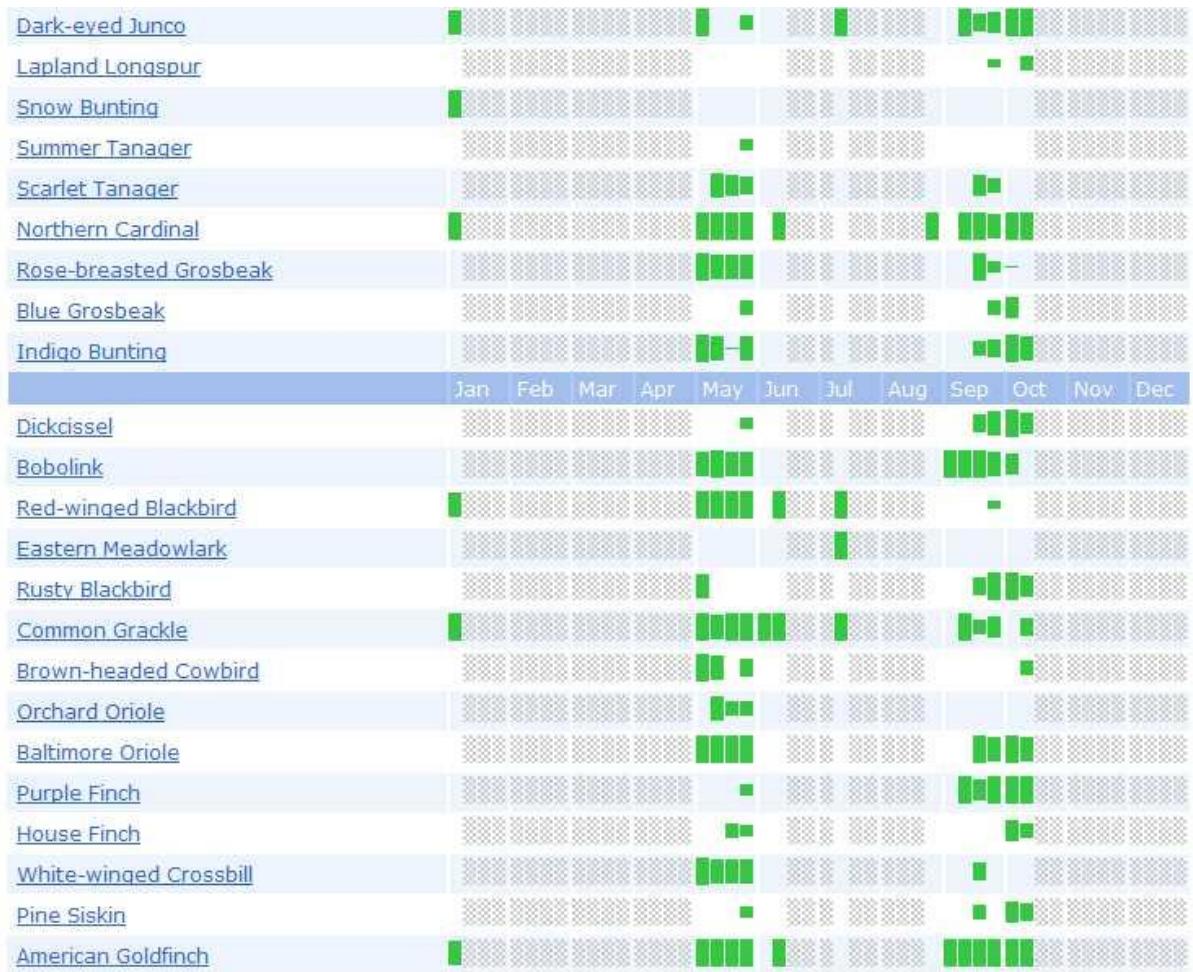 Dark-eyed Junco
Lapland Longspur
Snow Bunting
Summer Tanager
Scarlet Tanager
Northern Cardinal
Rose-breasted Grosbeak
Blue Grosbeak
Indigo Bunting
Jan Feb Mar Apr May Jun Jul Aug Sep Oct Nov Dec
Dickcissel
Bobolink
Red-winged Blackbird
Eastern Meadowlark
Rusty Blackbird
Common Grackle
Brown-headed Cowbird
Orchard Oriole
Baltimore Oriole
Purple Finch
House Finch
White-winged Crossbill
Pine Siskin
American Goldfinch